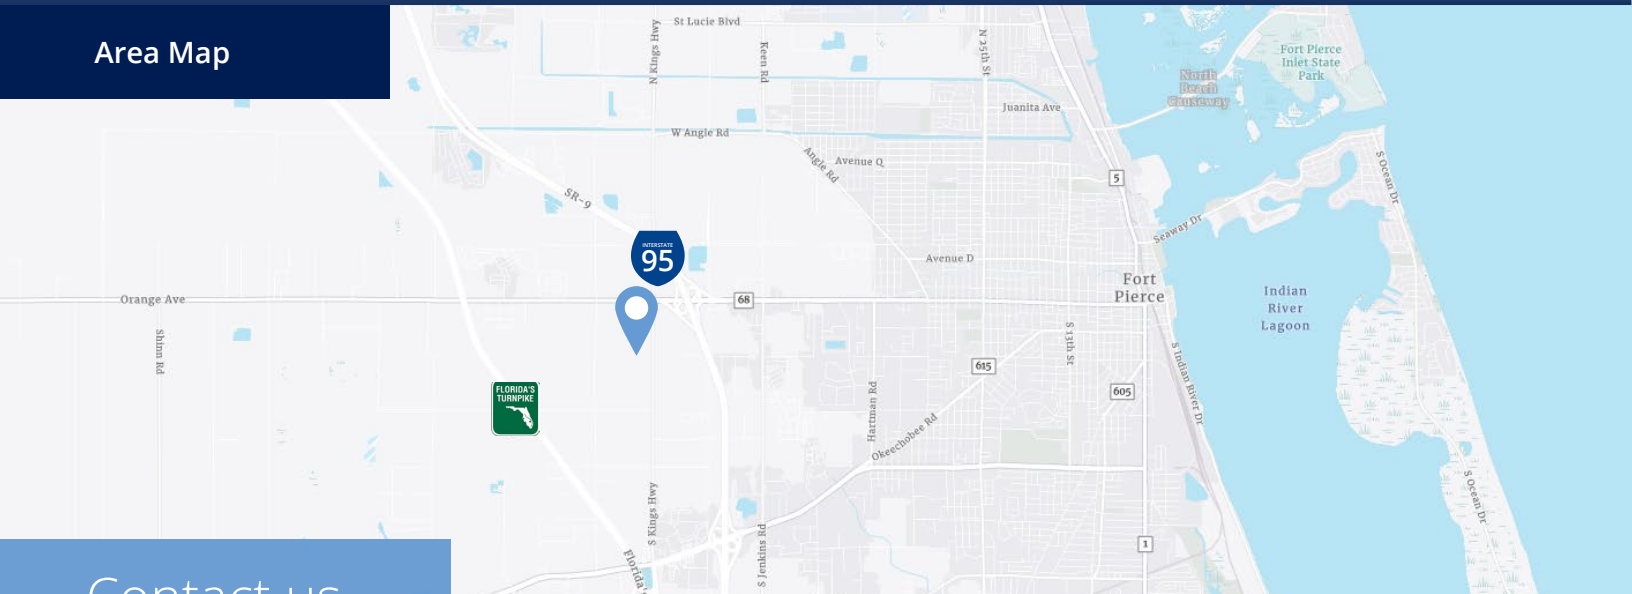 Area Map
St Lucie Blvd
N Kings Hwy
Keen Rd
N 25th St
Fort Pierce
Inlet State
Park
North
Beach
Causeway
Juanita Ave
W Angle Rd
Angle Rd
Avenue Q
5
S Ocean Dr
SR-9
Seaway Dr
INTERSTATE
95
Avenue D
Fort
Pierce
Indian
River
Lagoon
Orange Ave
68
Shinn Rd
S 13th St
S Indian River Dr
615
605
FLORIDA'S
TURNPIKE
Hartman Rd
Okeechobee Rd
S Kings Hwy
S Jenkins Rd
S Ocean Dr
1
Florida
Contact us